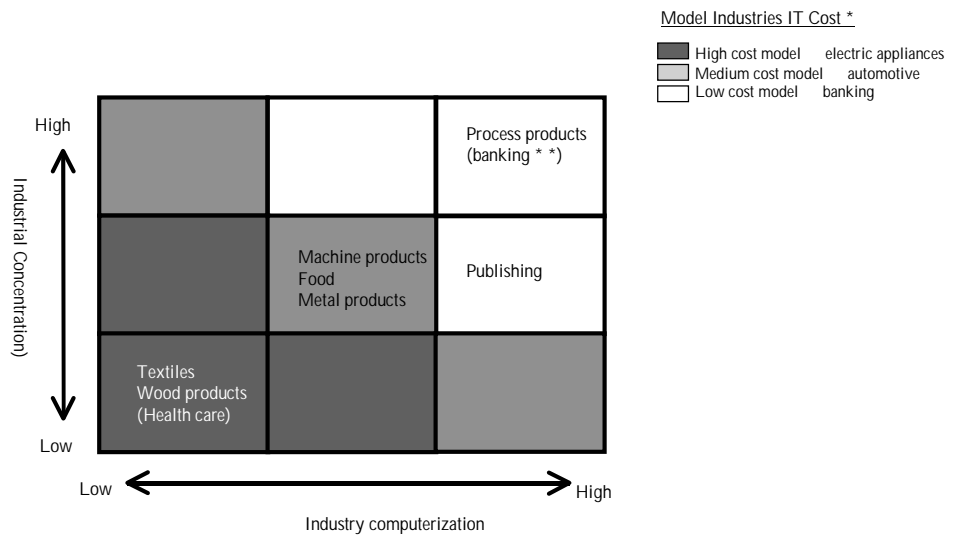 Model Industries IT Cost *
High cost model electric appliances
Medium cost model automotive
Low cost model banking
High
Process products
(banking * *)
Industrial Concentration)
Machine products
Food
Metal products
Publishing
Textiles
Wood products
(Health care)
Low
Low
High
Industry computerization